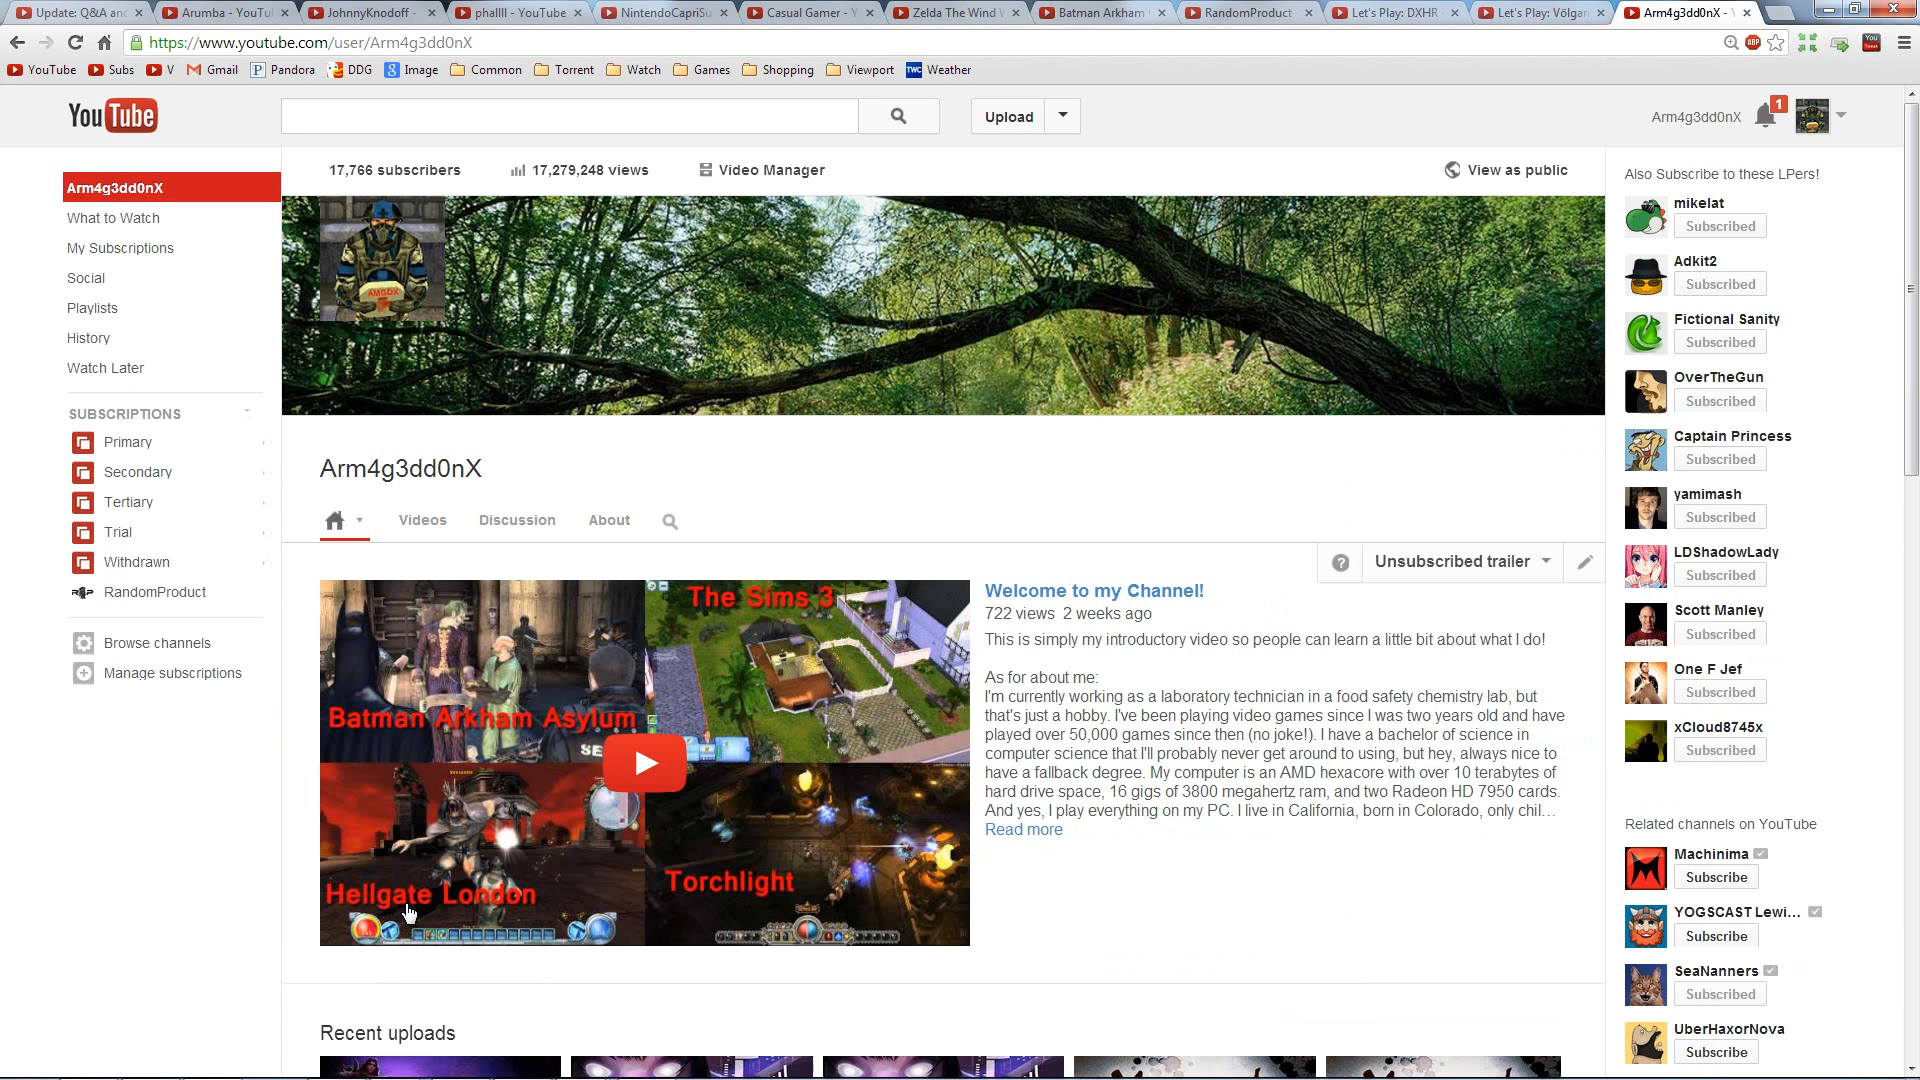 Update: Q&A and
Arumba - YouTu
JohnnyKnodoff -
phallll - YouTube
NintendoCapriSu
Casual Gamer - Y
Zelda The Wind W
Batman Arkham
RandomProduct
Let's Play: DXHR
Let's Play: Völgar
Arm4g3dd0nX - Y
https://www.youtube.com/user/Arm4g3dd0nX
ABP
YouTube
Subs
V
Gmail
Pandora
DDG
Image
Common
Torrent
Watch
Games
Shopping
Viewport
TWC
Weather
YouTube
Upload
Arm4g3dd0nX
1
Arm4g3dd0nX
What to Watch
My Subscriptions
Social
Playlists
History
Watch Later
SUBSCRIPTIONS
Primary
Secondary
Tertiary
Trial
Withdrawn
RandomProduct
Browse channels
Manage subscriptions
17,766 subscribers
17,279,248 views
Video Manager
View as public
AMGDX
Arm4g3dd0nX
Videos
Discussion
About
? Unsubscribed trailer
Batman Arkham Asylum
The Sims 3
Hellgate London
Torchlight
Welcome to my Channel!
722 views 2 weeks ago
This is simply my introductory video so people can learn a little bit about what I do!
As for about me:
I'm currently working as a laboratory technician in a food safety chemistry lab, but
that's just a hobby. I've been playing video games since I was two years old and have
played over 50,000 games since then (no joke!). I have a bachelor of science in
computer science that I'll probably never get around to using, but hey, always nice to
have a fallback degree. My computer is an AMD hexacore with over 10 terabytes of
hard drive space, 16 gigs of 3800 megahertz ram, and two Radeon HD 7950 cards.
And yes, I play everything on my PC. I live in California, born in Colorado, only chil...
Read more
Recent uploads
Also Subscribe to these LPers!
mikelat
Subscribed
Adkit2
Subscribed
Fictional Sanity
Subscribed
OverTheGun
Subscribed
Captain Princess
Subscribed
yamimash
Subscribed
LDShadowLady
Subscribed
Scott Manley
Subscribed
One F Jef
Subscribed
xCloud8745x
Subscribed
Related channels on YouTube
Machinima
Subscribe
YOGSCAST Lewi...
Subscribe
SeaNanners
Subscribed
UberHaxorNova
Subscribe